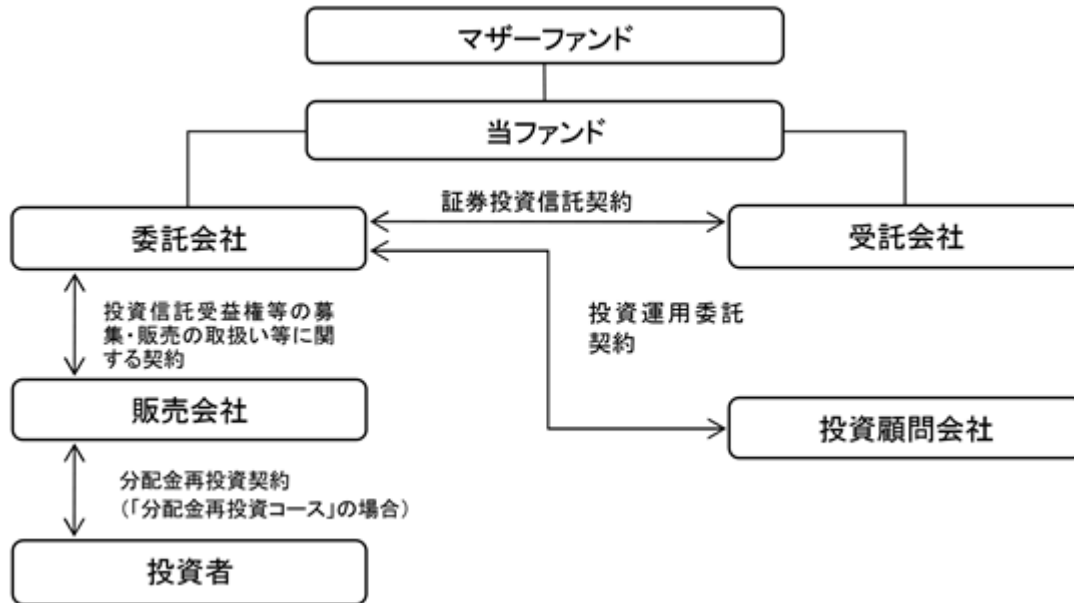 マザーファンド
当ファンド
証券投資信託契約
委託会社
受託会社
投資信託受益権等の募
集・販売の取扱い等に関
する契約
投資運用委託
契約
販売会社
投資顧問会社
分配金再投資契約
(「分配金再投資コース」の場合)
投資者